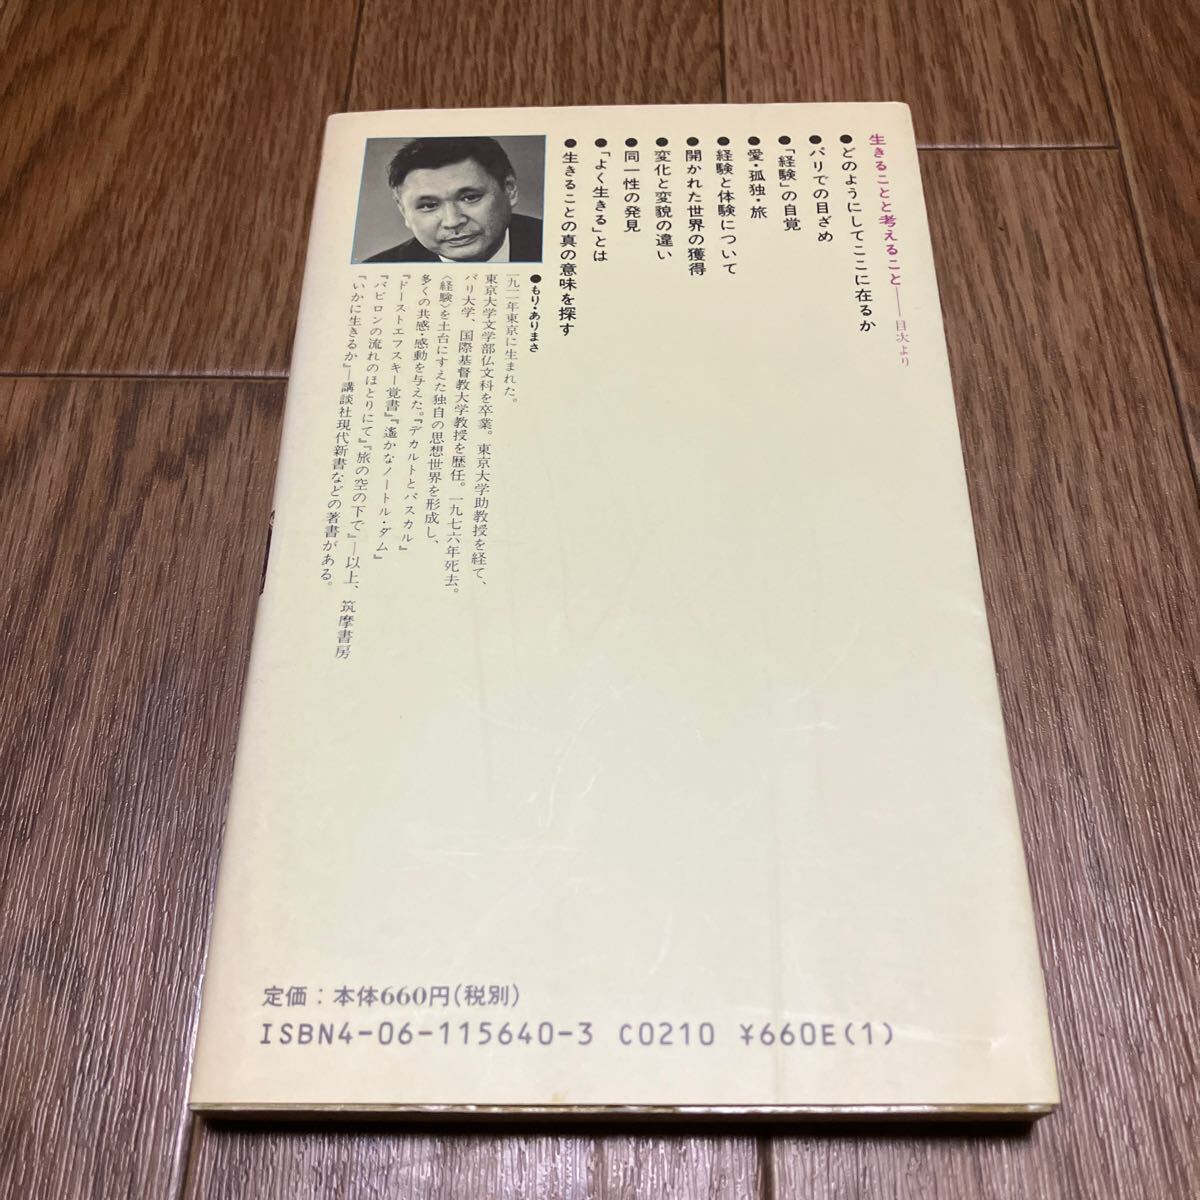 生きることと考えること——目次より
●どのようにしてここに在るか
●パリでの目ざめ
●「経験」の自覚
●愛・孤独・旅
●経験と体験について
●開かれた世界の獲得
●変化と変貌の違い
●同一性の発見
●「よく生きる」とは
●生きることの真の意味を探す
●もり・ありまさ
一九一一年東京に生まれた。
東京大学文学部仏文科を卒業。東京大学助教授を経て、
パリ大学、国際基督教大学教授を歴任。一九七六年死去。
〈経験〉を土台にすえた独自の思想世界を形成し、
多くの共感・感動を与えた。『デカルトとパスカル』
『ドーストエフスキー覚書』『遙かなノートル・ダム』
『バビロンの流れのほとりにて』『旅の空の下で』—以上、筑摩書房
『いかに生きるか』—講談社現代新書などの著書がある。
定価：本体660円(税別)
ISBN4-06-115640-3 C0210 ¥660E(1)